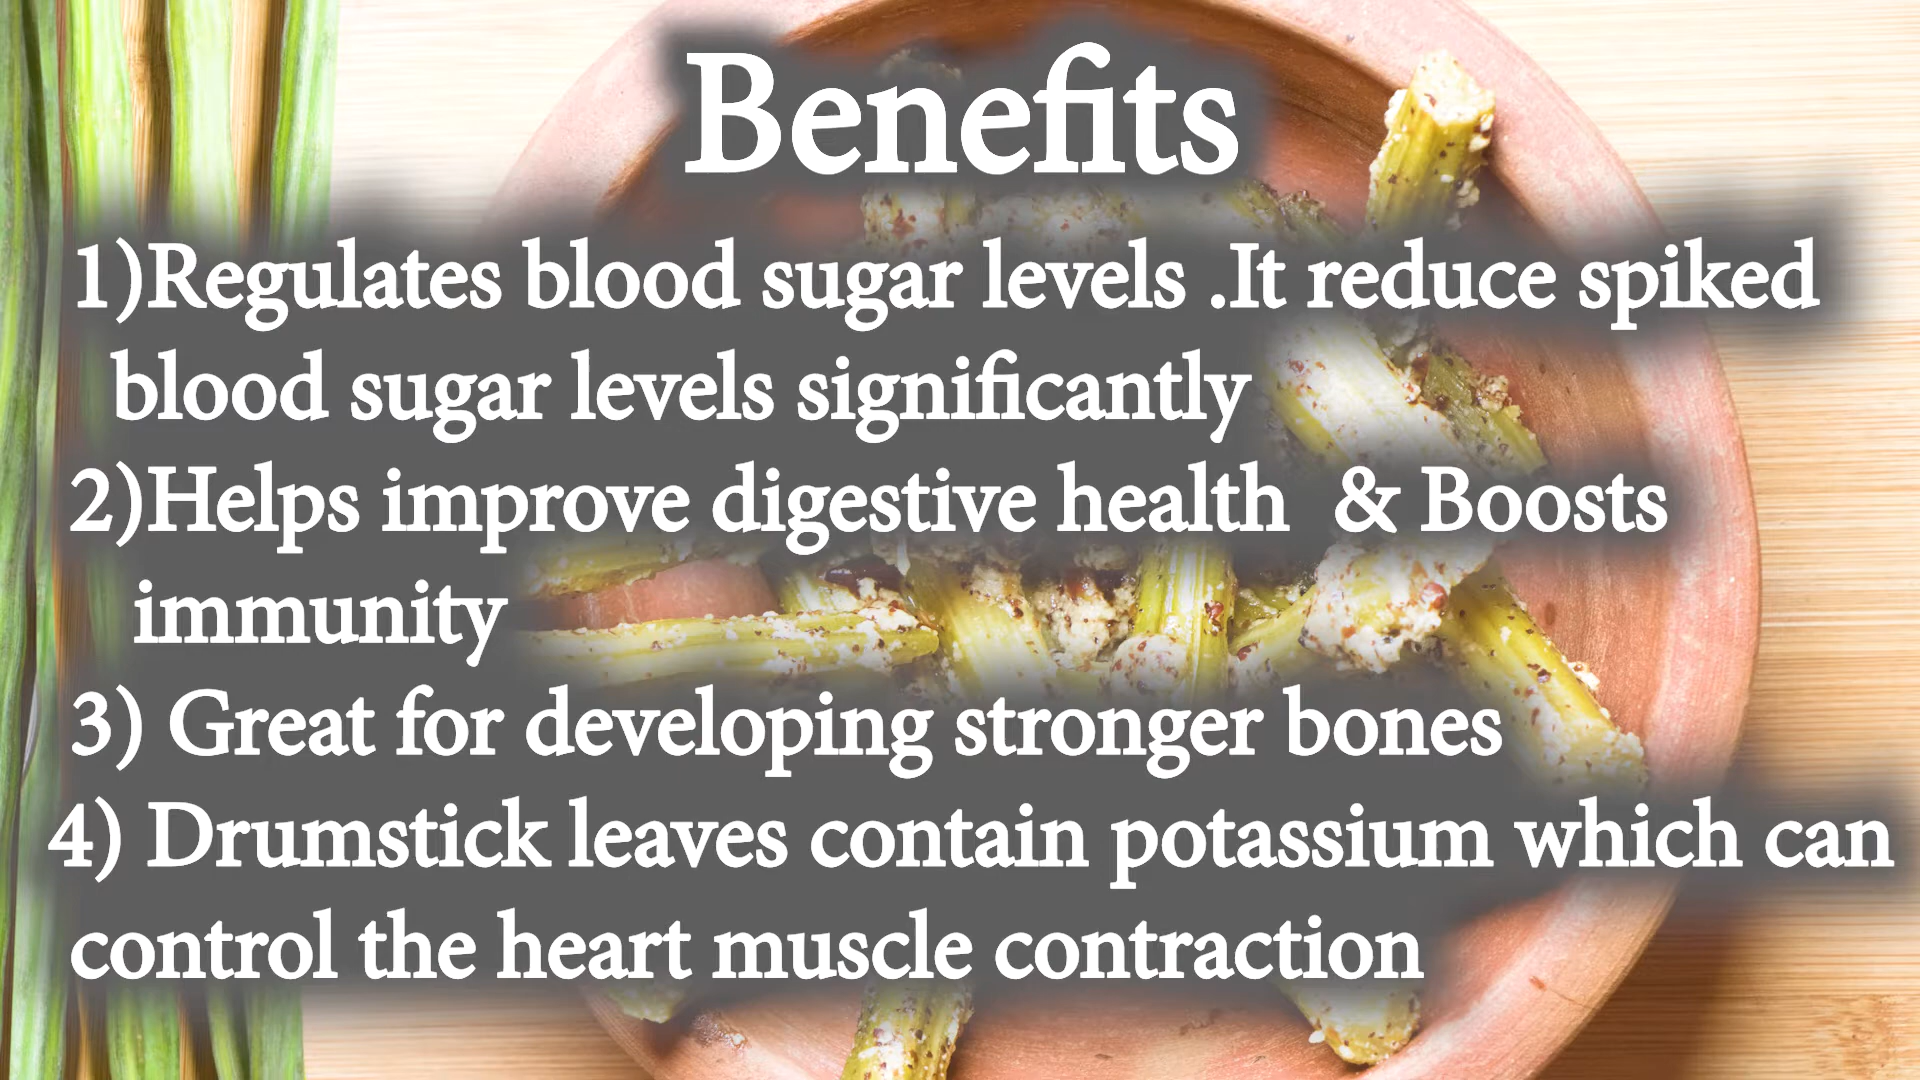 Benefits
1)Regulates blood sugar levels .It reduce spiked
blood sugar levels significantly
2)Helps improve digestive health  & Boosts
immunity
3) Great for developing stronger bones
4) Drumstick leaves contain potassium which can
control the heart muscle contraction